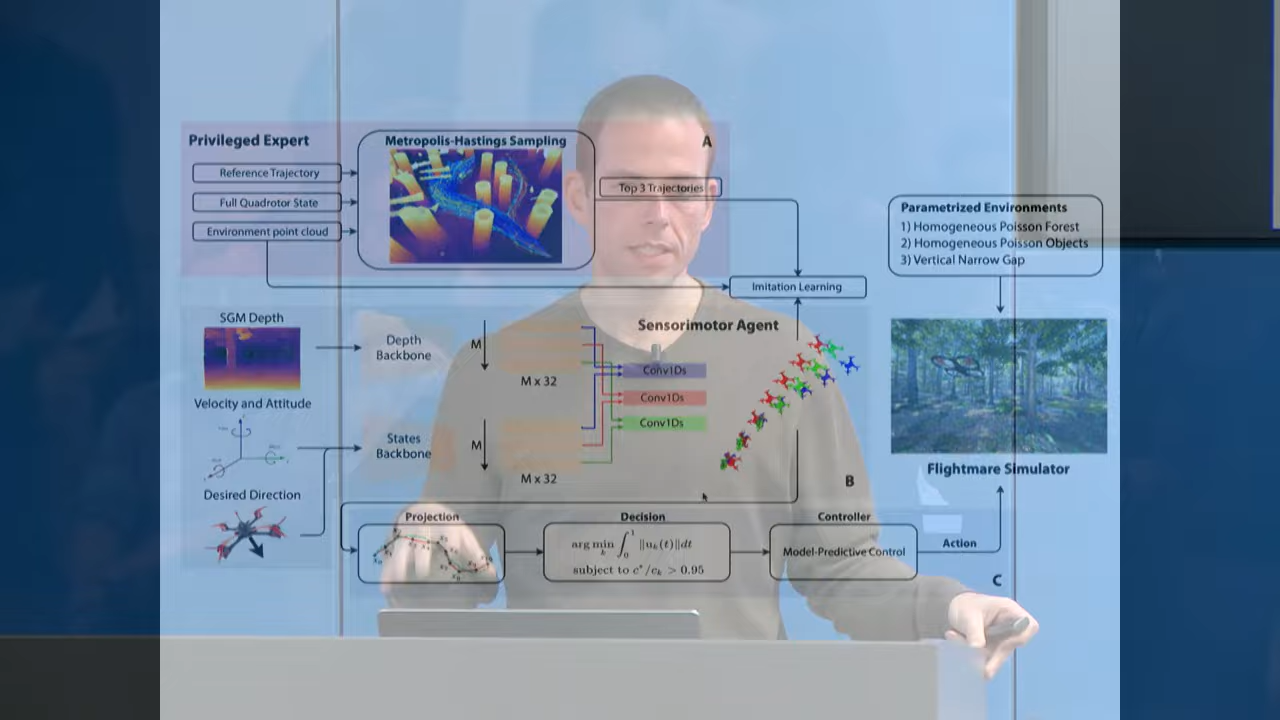 Privileged Expert
Reference Trajectory
Full Quadrotor State
Environment point cloud
Metropolis-Hastings Sampling
A
Top 3 Trajectories
Imitation Learning
Parametrized Environments
1) Homogeneous Poisson Forest
2) Homogeneous Poisson Objects
3) Vertical Narrow Gap
SGM Depth
Velocity and Attitude
Desired Direction
Depth
Backbone
States
Backbone
M
M x 32
M
M x 32
Sensorimotor Agent
Conv1Ds
Conv1Ds
Conv1Ds
B
Flightmare Simulator
Projection
Decision
arg min k ∫₀¹ ||uₖ(t)||dt
subject to c*/cₖ > 0.95
Controller
Model-Predictive Control
Action
C